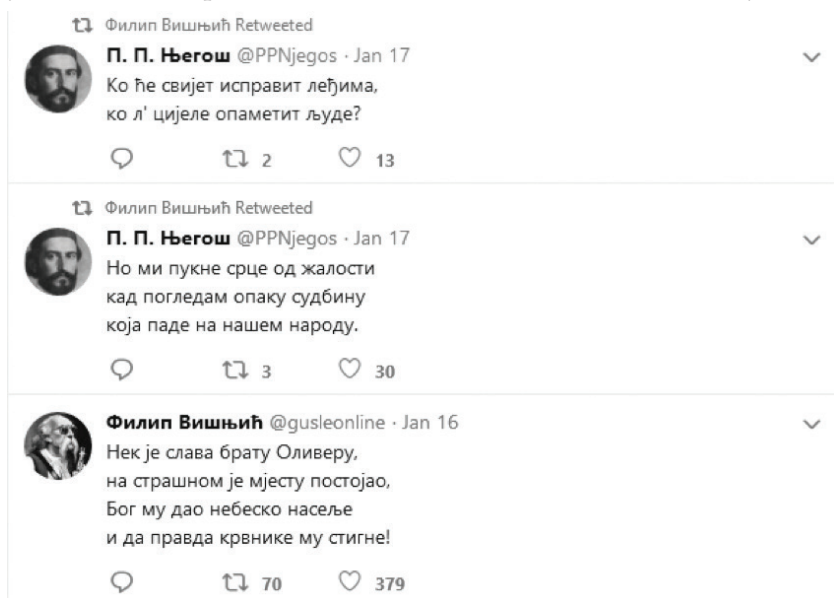 Филип Вишњић Retweeted
П. П. Његош @PPNjegos · Jan 17
Ко ће свијет исправит леђима,
ко л' цијеле опаметит људе?
2 13
Филип Вишњић Retweeted
П. П. Његош @PPNjegos · Jan 17
Но ми пукне срце од жалости
кад погледам опаку судбину
која паде на нашем народу.
3 30
Филип Вишњић @gusleonline · Jan 16
Нек је слава брату Оливеру,
на страшном је мјесту постојао,
Бог му дао небеско насеље
и да правда крвнике му стигне!
70 379